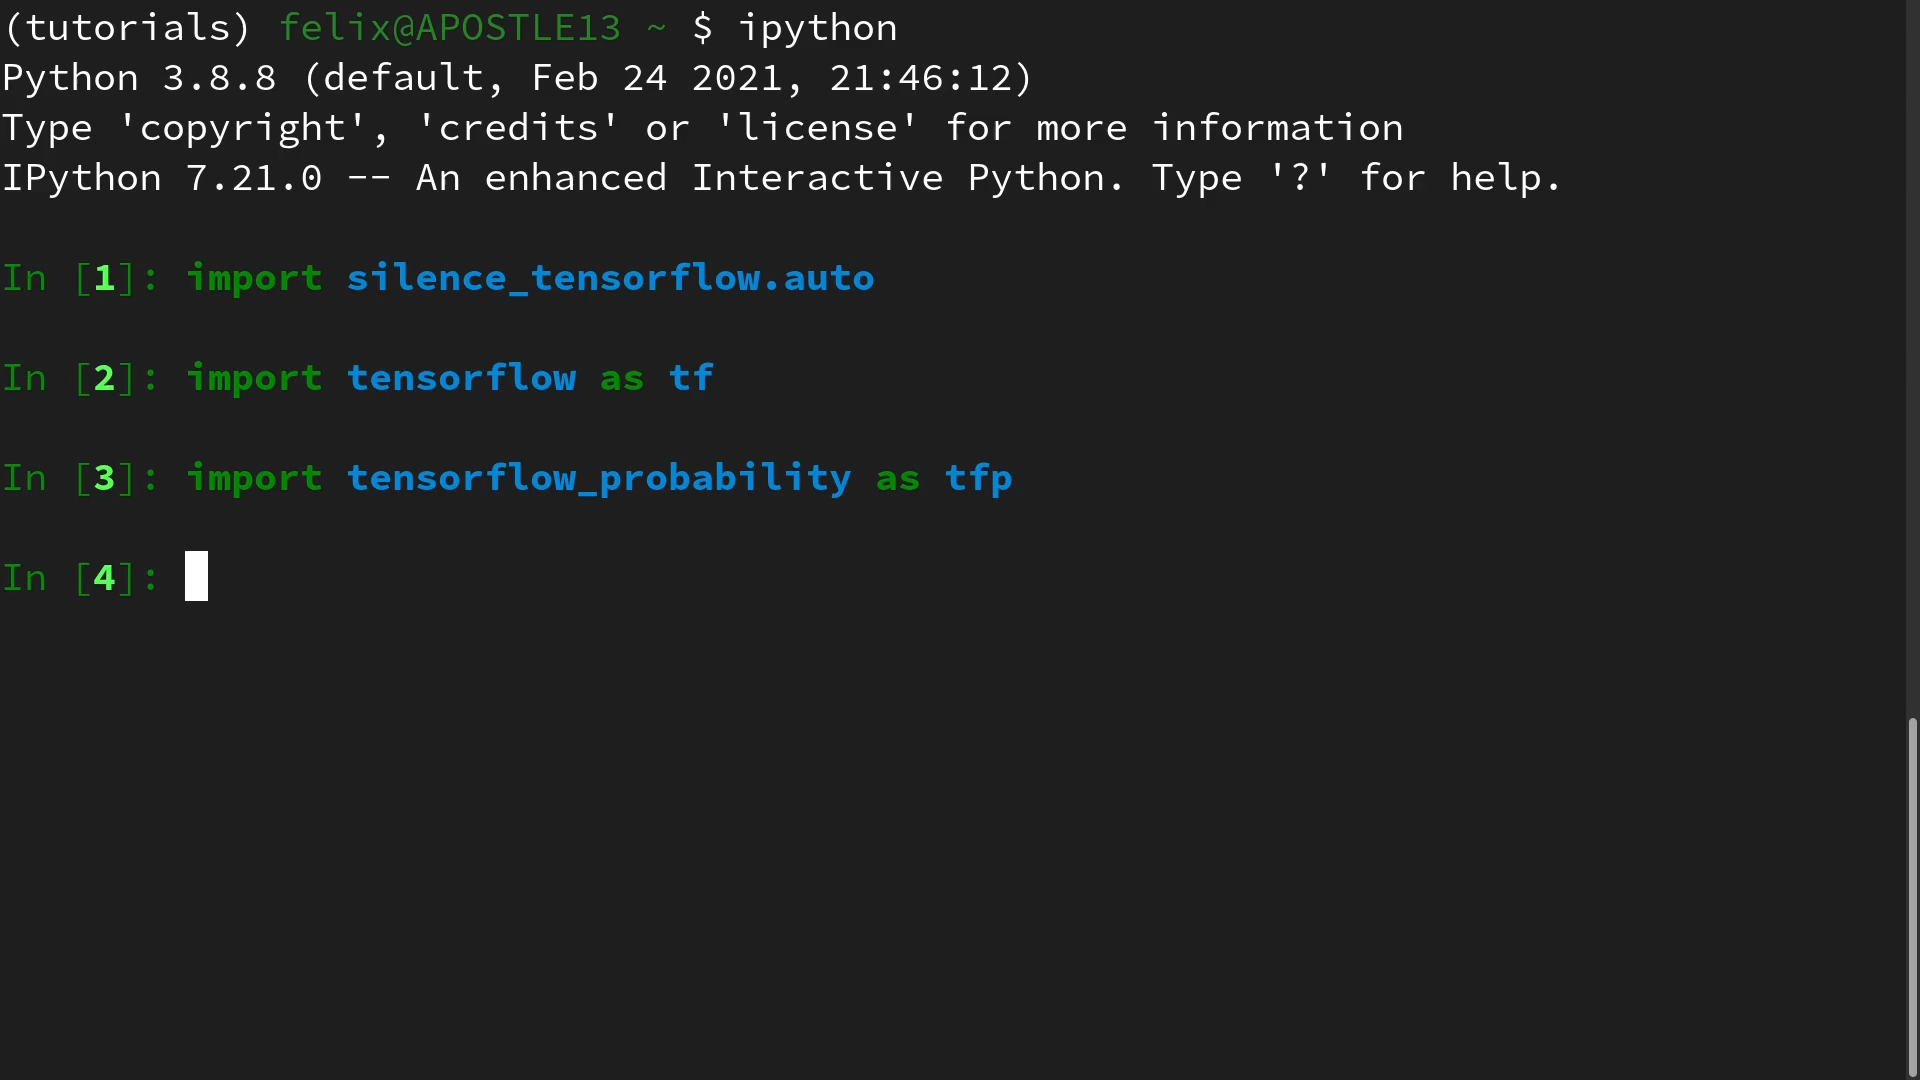 (tutorials) felix@APOSTLE13 ~ $ ipython
Python 3.8.8 (default, Feb 24 2021, 21:46:12)
Type 'copyright', 'credits' or 'license' for more information
IPython 7.21.0 -- An enhanced Interactive Python. Type '?' for help.
In [1]: import silence_tensorflow.auto
In [2]: import tensorflow as tf
In [3]: import tensorflow_probability as tfp
In [4]: